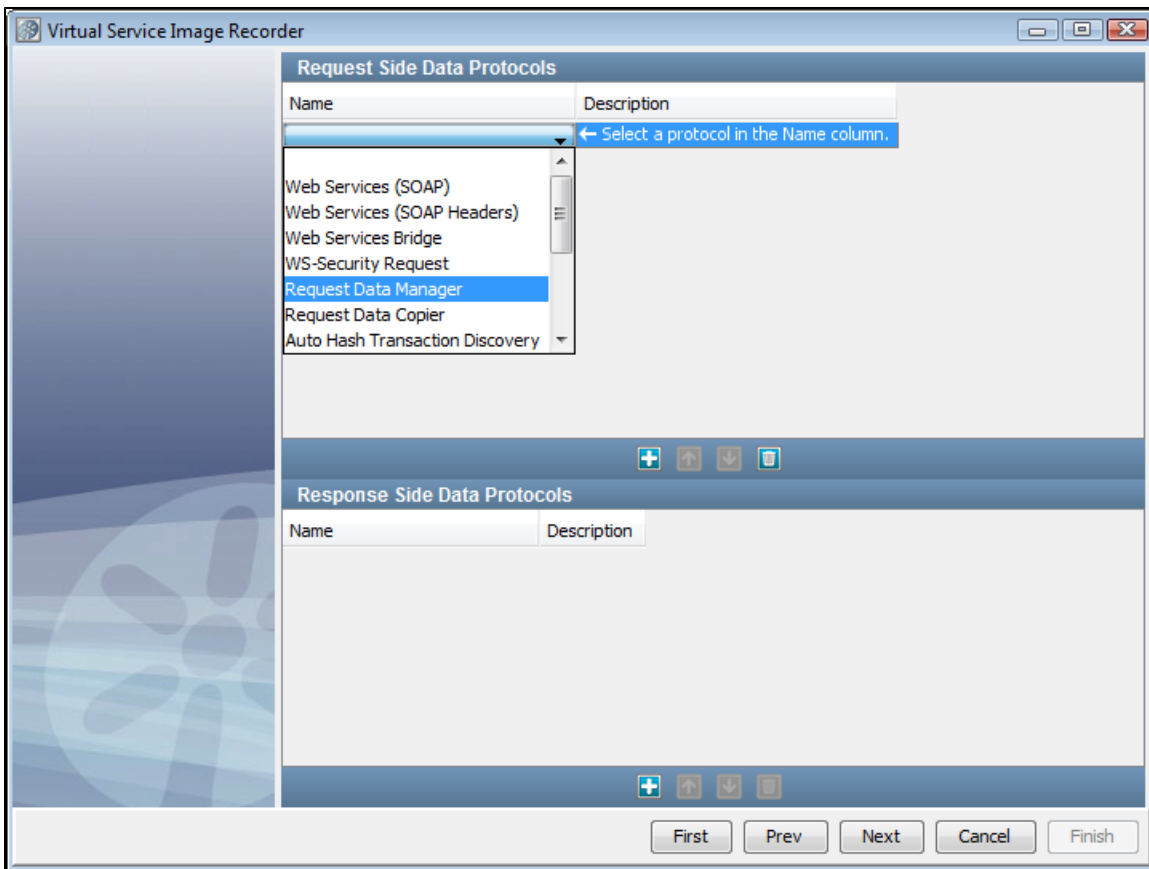 Virtual Service Image Recorder
Request Side Data Protocols
Name Description
← Select a protocol in the Name column.
Web Services (SOAP)
Web Services (SOAP Headers)
Web Services Bridge
WS-Security Request
Request Data Manager
Request Data Copier
Auto Hash Transaction Discovery
Response Side Data Protocols
Name Description
First Prev Next Cancel Finish